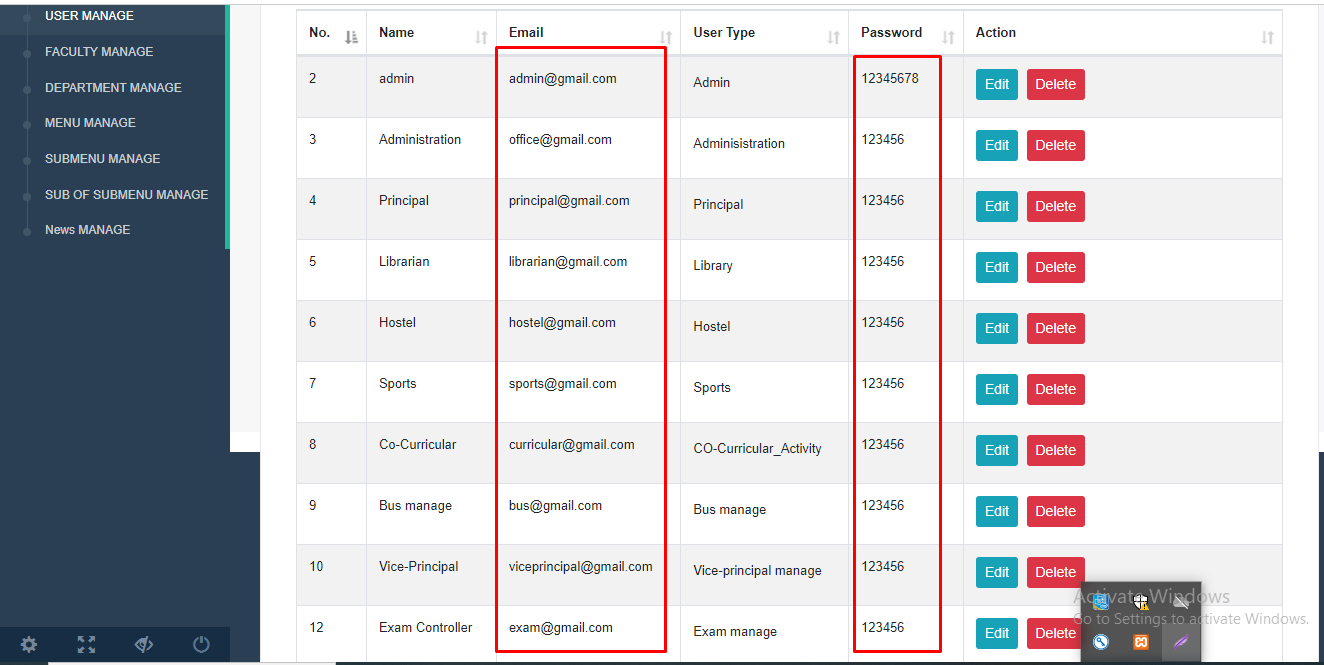 USER MANAGE
FACULTY MANAGE
DEPARTMENT MANAGE
MENU MANAGE
SUBMENU MANAGE
SUB OF SUBMENU MANAGE
News MANAGE
No. Name Email User Type Password Action
2 admin admin@gmail.com Admin 12345678 Edit Delete
3 Administration office@gmail.com Adminisistration 123456 Edit Delete
4 Principal principal@gmail.com Principal 123456 Edit Delete
5 Librarian librarian@gmail.com Library 123456 Edit Delete
6 Hostel hostel@gmail.com Hostel 123456 Edit Delete
7 Sports sports@gmail.com Sports 123456 Edit Delete
8 Co-Curricular curricular@gmail.com CO-Curricular_Activity 123456 Edit Delete
9 Bus manage bus@gmail.com Bus manage 123456 Edit Delete
10 Vice-Principal viceprincipal@gmail.com Vice-principal manage 123456 Edit Delete
12 Exam Controller exam@gmail.com Exam manage 123456 Edit Delete
Activate Windows
Go to Settings to activate Windows.